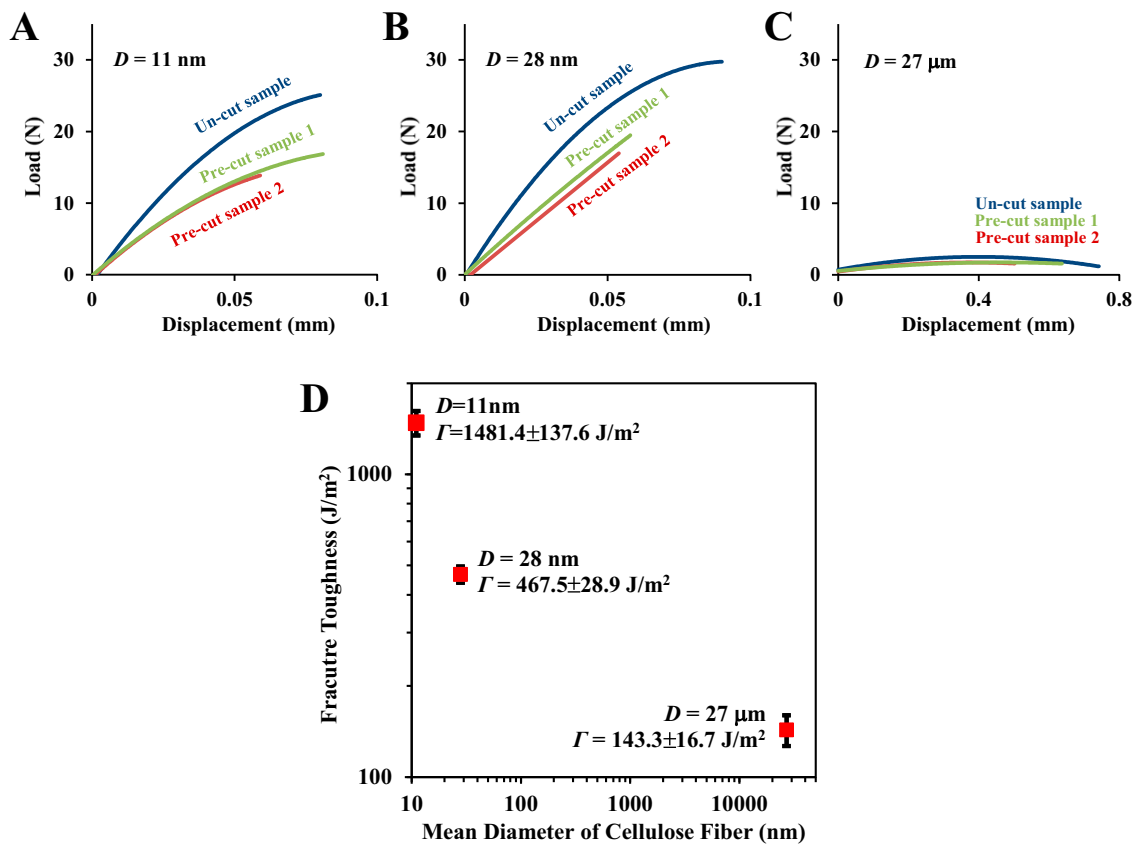 A
D = 11 nm
Load (N)
30
20
10
0
Un-cut sample
Pre-cut sample 1
Pre-cut sample 2
0
0.05
0.1
Displacement (mm)
B
D = 28 nm
Load (N)
30
20
10
0
Un-cut sample
Pre-cut sample 1
Pre-cut sample 2
0
0.05
0.1
Displacement (mm)
C
D = 27 μm
Load (N)
30
20
10
0
Un-cut sample
Pre-cut sample 1
Pre-cut sample 2
0
0.4
0.8
Displacement (mm)
D
Fracutre Toughness (J/m²)
1000
100
D=11nm
Γ=1481.4±137.6 J/m²
D = 28 nm
Γ = 467.5±28.9 J/m²
D = 27 μm
Γ = 143.3±16.7 J/m²
10
100
1000
10000
Mean Diameter of Cellulose Fiber (nm)